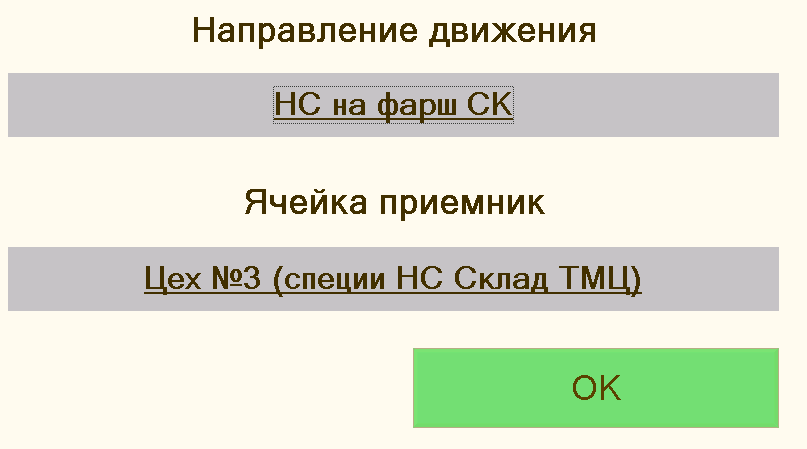 Направление движения
НС на фарш СК
Ячейка приемник
Цех №3 (специи НС Склад ТМЦ)
OK